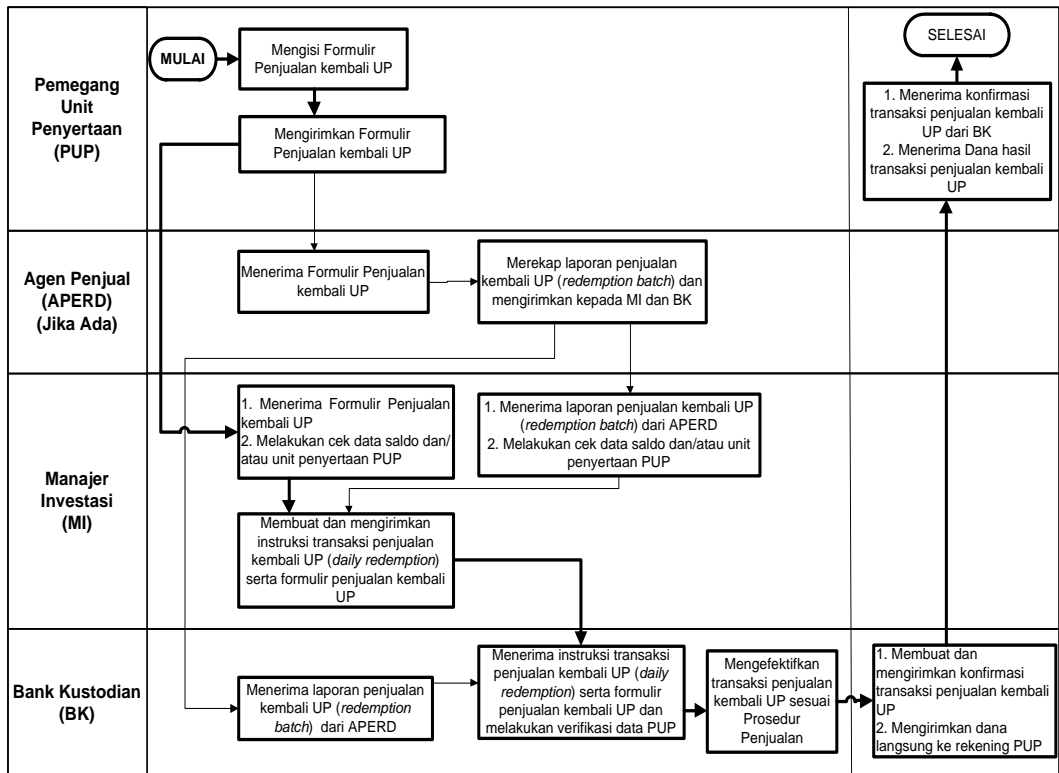 Pemegang
Unit
Penyertaan
(PUP)
MULAI
Mengisi Formulir
Penjualan kembali UP
Mengirimkan Formulir
Penjualan kembali UP
SELESAI
1. Menerima konfirmasi
transaksi penjualan kembali
UP dari BK
2. Menerima Dana hasil
transaksi penjualan kembali
UP
Agen Penjual
(APERD)
(Jika Ada)
Menerima Formulir Penjualan
kembali UP
Merekap laporan penjualan
kembali UP (redemption batch) dan
mengirimkan kepada MI dan BK
Manajer
Investasi
(MI)
1. Menerima Formulir Penjualan
kembali UP
2. Melakukan cek data saldo dan/
atau unit penyertaan PUP
1. Menerima laporan penjualan kembali UP
(redemption batch) dari APERD
2. Melakukan cek data saldo dan/atau unit
penyertaan PUP
Membuat dan mengirimkan
instruksi transaksi penjualan
kembali UP (daily redemption)
serta formulir penjualan kembali
UP
Bank Kustodian
(BK)
Menerima laporan penjualan
kembali UP (redemption
batch) dari APERD
Menerima instruksi transaksi
penjualan kembali UP (daily
redemption) serta formulir
penjualan kembali UP dan
melakukan verifikasi data PUP
Mengefektifkan
transaksi penjualan
kembali UP sesuai
Prosedur
Penjualan
1. Membuat dan
mengirimkan konfirmasi
transaksi penjualan kembali
UP
2. Mengirimkan dana
langsung ke rekening PUP